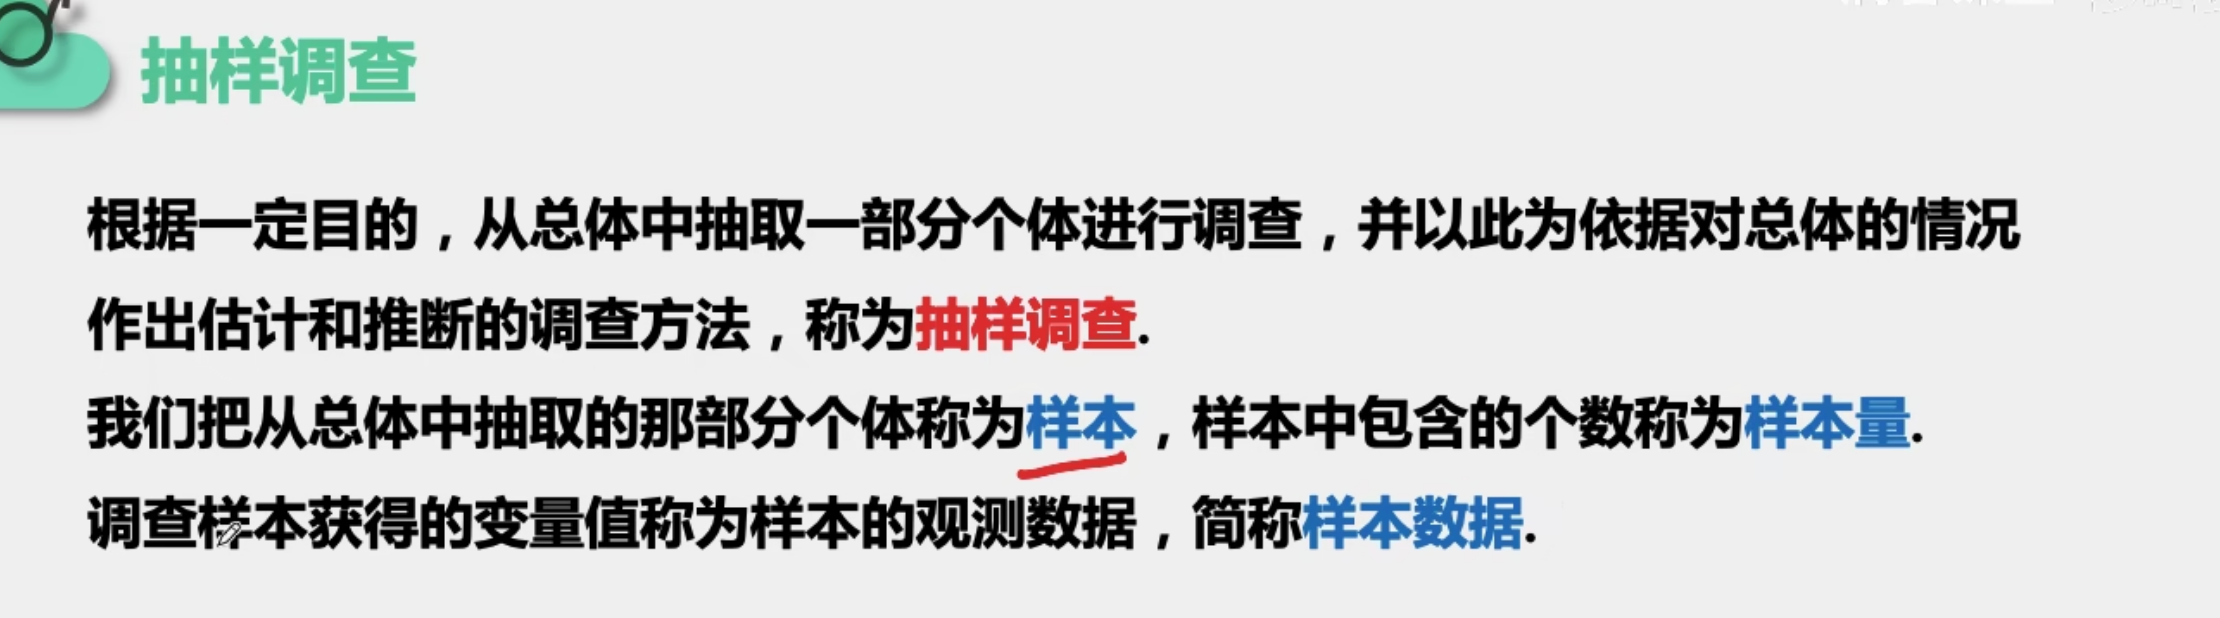 抽样调查
根据一定目的，从总体中抽取一部分个体进行调查，并以此为依据对总体的情况
作出估计和推断的调查方法，称为抽样调查.
我们把从总体中抽取的那部分个体称为样本，样本中包含的个数称为样本量.
调查样本获得的变量值称为样本的观测数据，简称样本数据.